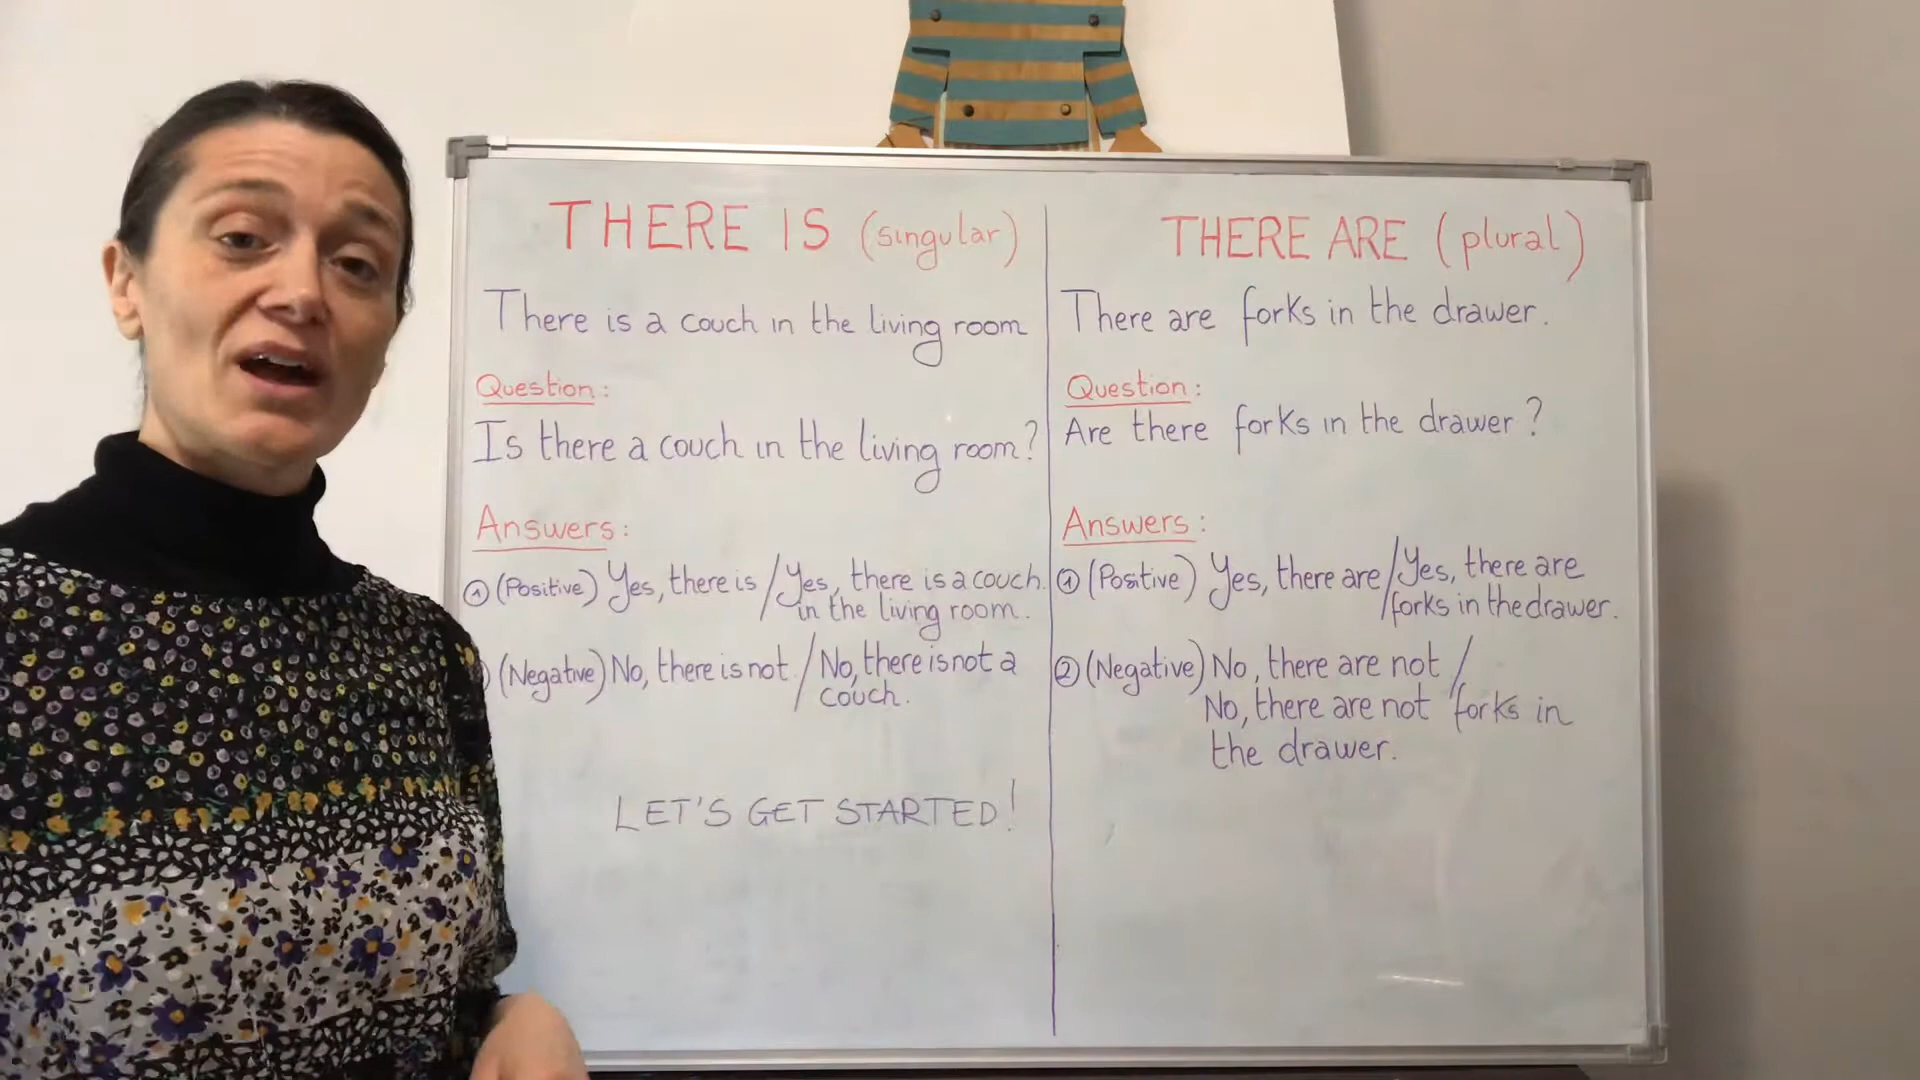 THERE IS (singular)
There is a couch in the living room
Question:
Is there a couch in the living room?
Answers:
① (Positive) Yes, there is / Yes, there is a couch
in the living room.
(Negative) No, there is not / No, there is not a
couch.
LET'S GET STARTED!
THERE ARE (plural)
There are forks in the drawer.
Question:
Are there forks in the drawer?
Answers:
① (Positive) Yes, there are / Yes, there are
forks in the drawer.
② (Negative) No, there are not /
No, there are not forks in
the drawer.